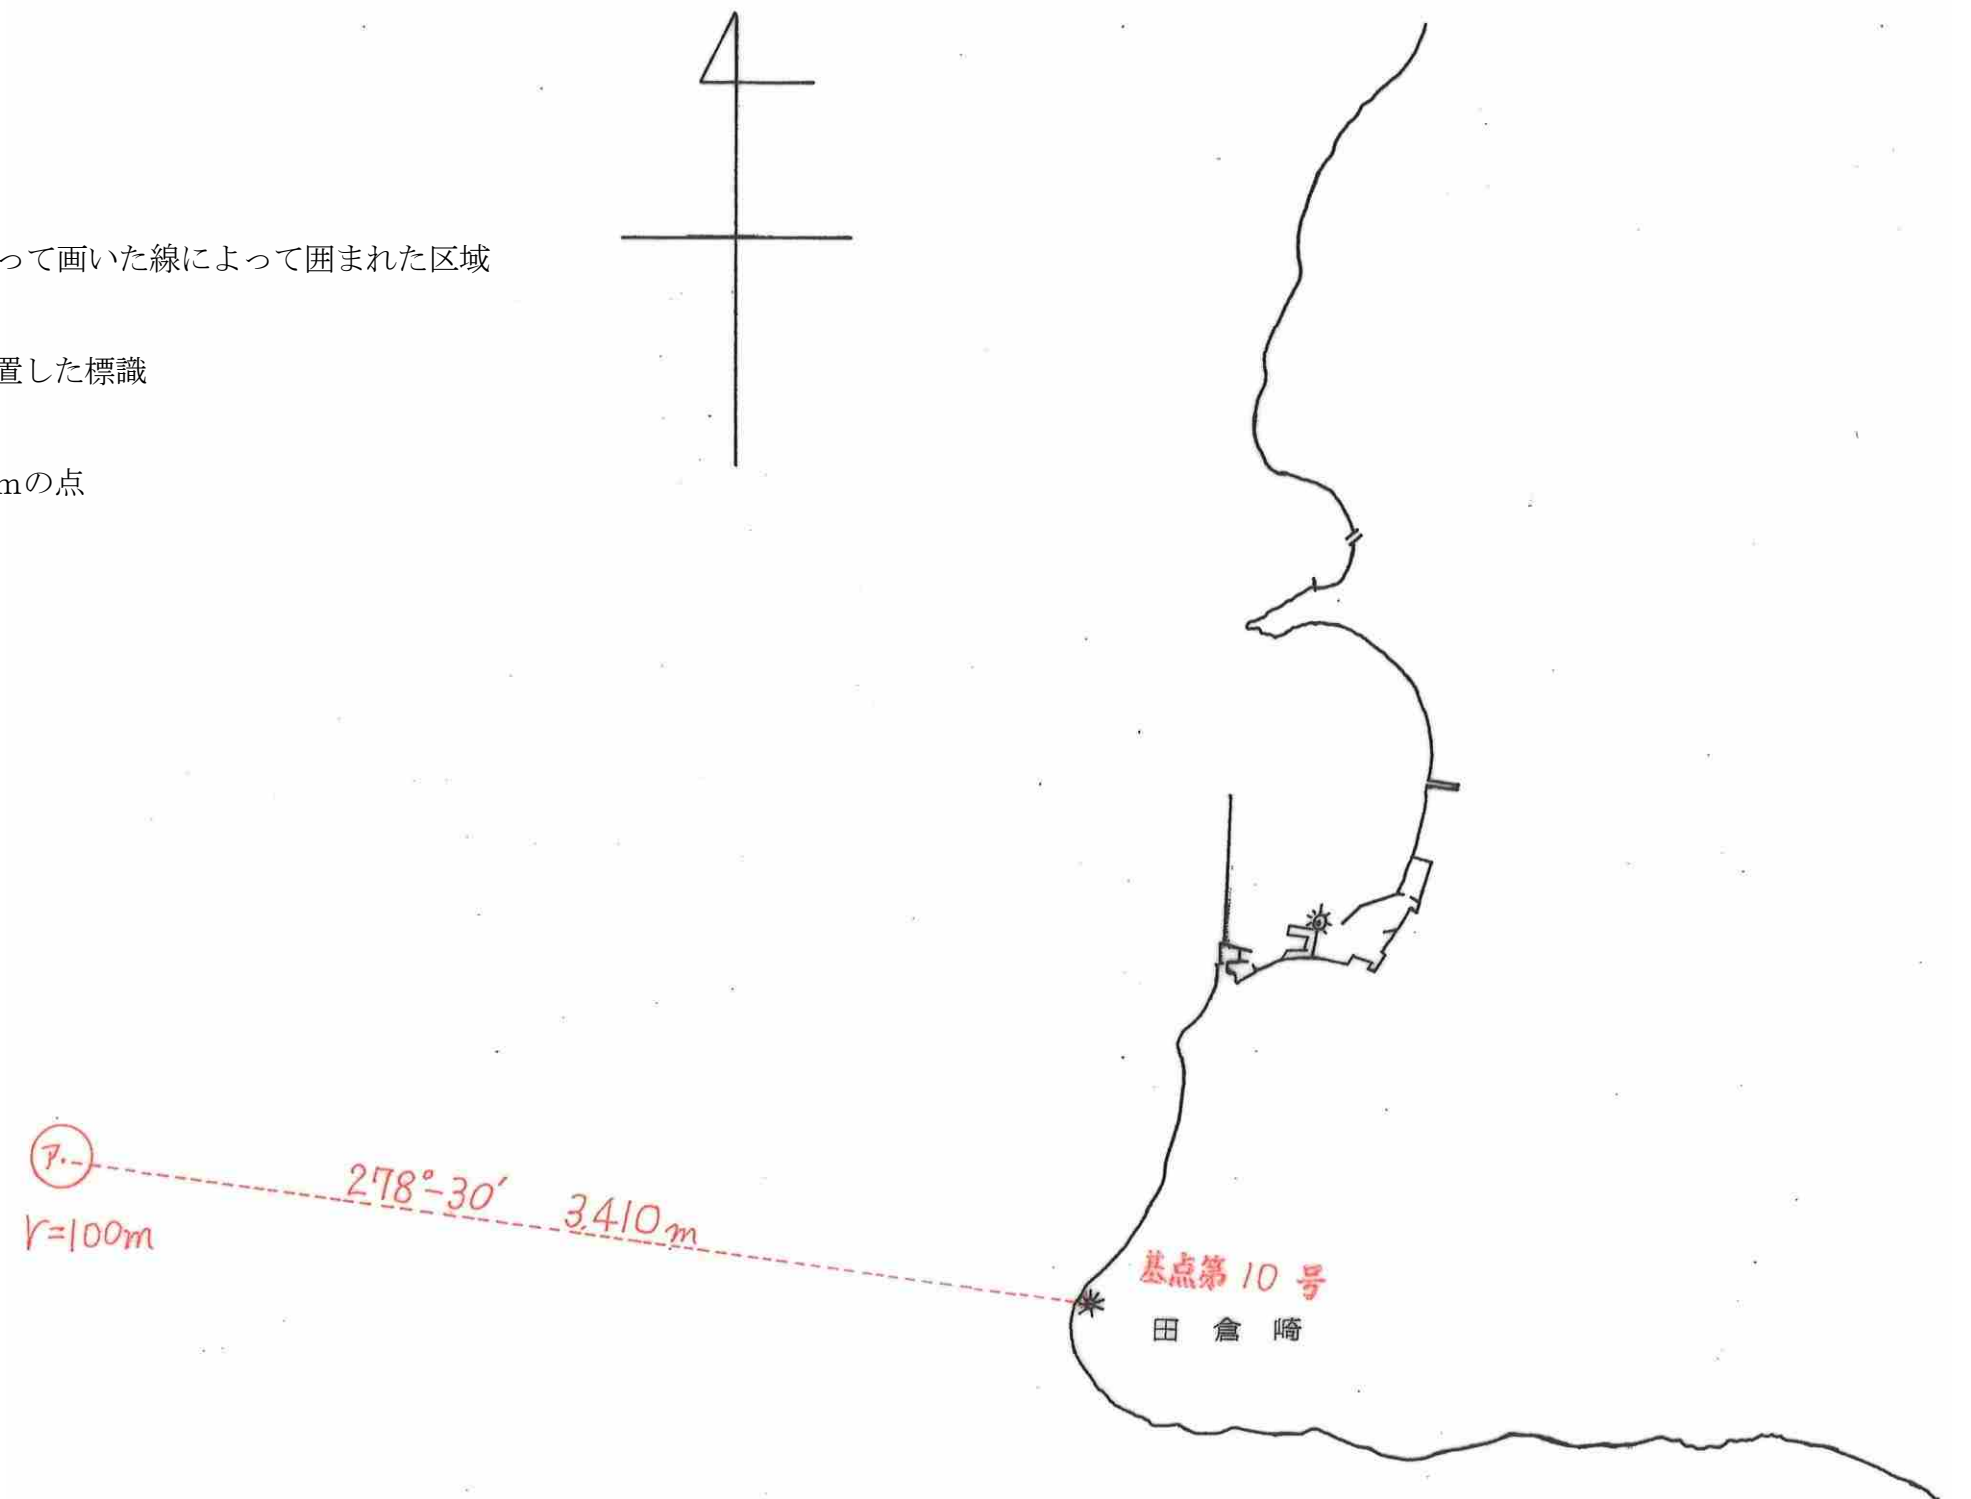 って画いた線によって囲まれた区域
置した標識
mの点
ア.
278°-30′ 3,410m
r=100m
基点第10号
田倉崎